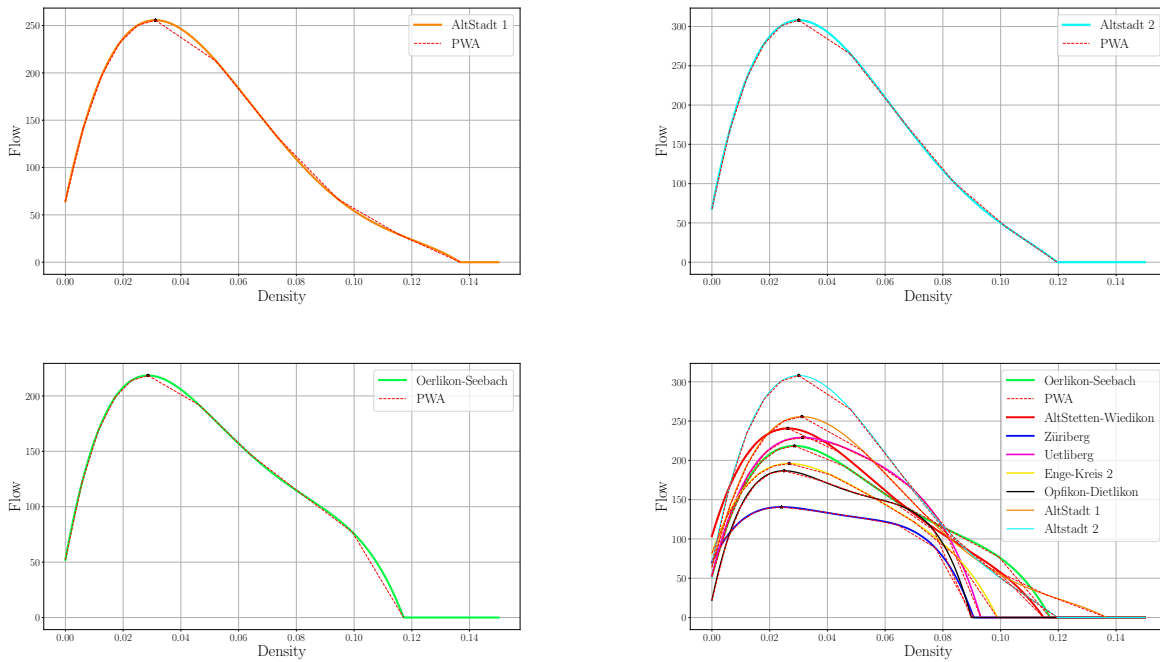 250
200
150
100
50
0
Flow
AltStadt 1
PWA
0.00 0.02 0.04 0.06 0.08 0.10 0.12 0.14
Density
300
250
200
150
100
50
0
Flow
Altstadt 2
PWA
0.00 0.02 0.04 0.06 0.08 0.10 0.12 0.14
Density
200
150
100
50
0
Flow
Oerlikon-Seebach
PWA
0.00 0.02 0.04 0.06 0.08 0.10 0.12 0.14
Density
300
250
200
150
100
50
0
Flow
Oerlikon-Seebach
PWA
AltStetten-Wiedikon
Züriberg
Uetliberg
Enge-Kreis 2
Opfikon-Dietlikon
AltStadt 1
Altstadt 2
0.00 0.02 0.04 0.06 0.08 0.10 0.12 0.14
Density